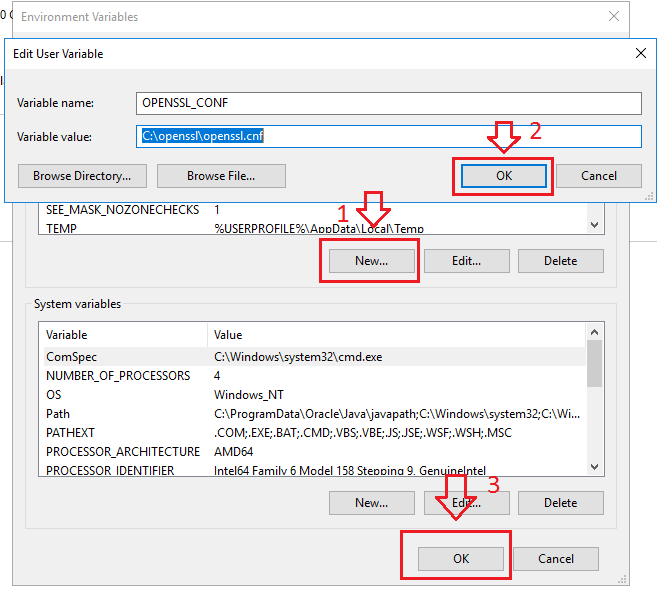 Environment Variables
Edit User Variable
Variable name: OPENSSL_CONF
Variable value: C:\openssl\openssl.cnf
2
Browse Directory... Browse File... OK Cancel
SEE_MASK_NOZONECHECKS 1
TEMP %USERPROFILE%\AppData\Local\Temp
1
New... Edit... Delete
System variables
Variable Value
ComSpec C:\Windows\system32\cmd.exe
NUMBER_OF_PROCESSORS 4
OS Windows_NT
Path C:\ProgramData\Oracle\Java\javapath;C:\Windows\system32;C:\Wi...
PATHEXT .COM;.EXE;.BAT;.CMD;.VBS;.VBE;.JS;.JSE;.WSF;.WSH;.MSC
PROCESSOR_ARCHITECTURE AMD64
PROCESSOR_IDENTIFIER Intel64 Family 6 Model 158 Stepping 9, GenuineIntel
3
New... Edit... Delete
OK Cancel